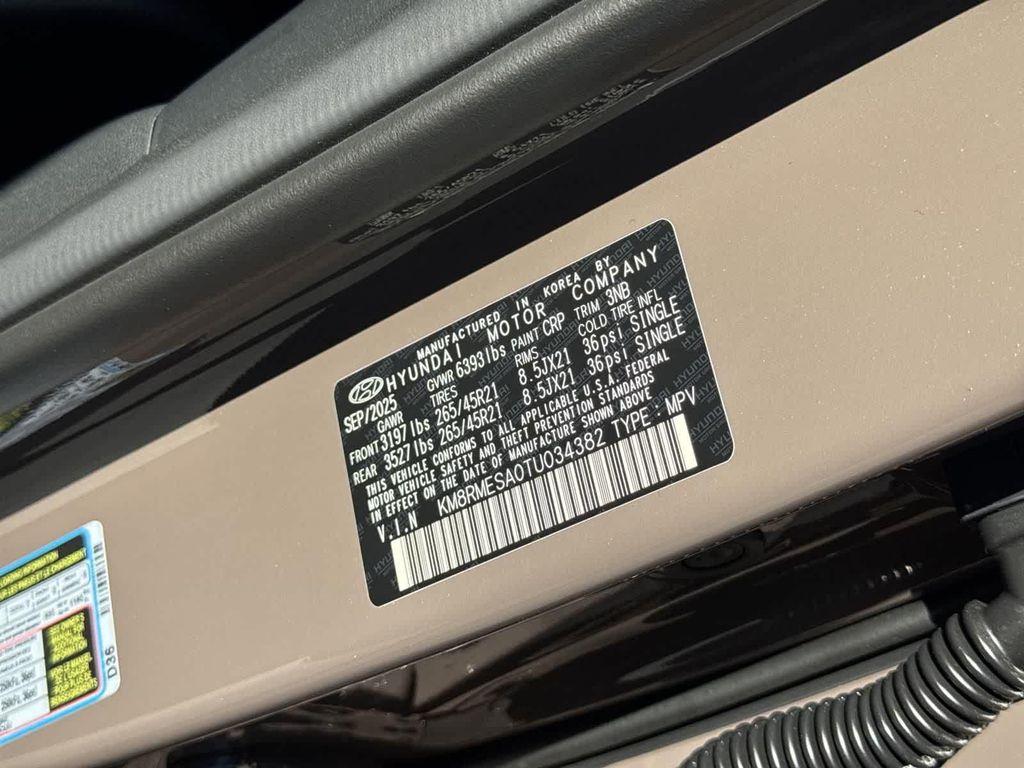 MANUFACTURED IN KOREA BY
HYUNDAI MOTOR COMPANY
SEP/2025 GVWR 6393lbs PAINT CRP TRIM 3NB
GAWR TIRES RIMS COLD TIRE INFL.
FRONT 3197lbs 265/45R21 8.5JX21 36psi SINGLE
REAR 3527lbs 265/45R21 8.5JX21 36psi SINGLE
THIS VEHICLE CONFORMS TO ALL APPLICABLE U.S.A. FEDERAL
MOTOR VEHICLE SAFETY AND THEFT PREVENTION STANDARDS
IN EFFECT ON THE DATE OF MANUFACTURE SHOWN ABOVE
V.I.N KM8RMESA0TU034382 TYPE : MPV
LOADING INFORMATION
D36